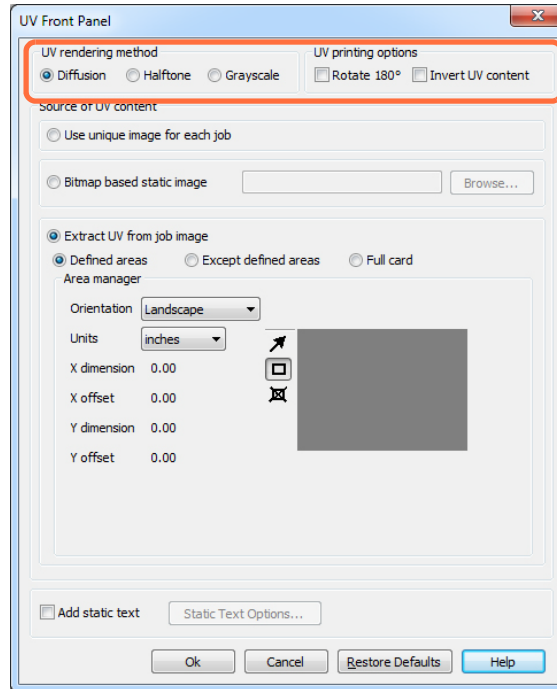 UV Front Panel
UV rendering method
UV printing options
Diffusion Halftone Grayscale
Rotate 180° Invert UV content
Source of UV content
Use unique image for each job
Bitmap based static image Browse...
Extract UV from job image
Defined areas Except defined areas Full card
Area manager
Orientation Landscape
Units inches
X dimension 0.00
X offset 0.00
Y dimension 0.00
Y offset 0.00
Add static text Static Text Options...
Ok Cancel Restore Defaults Help